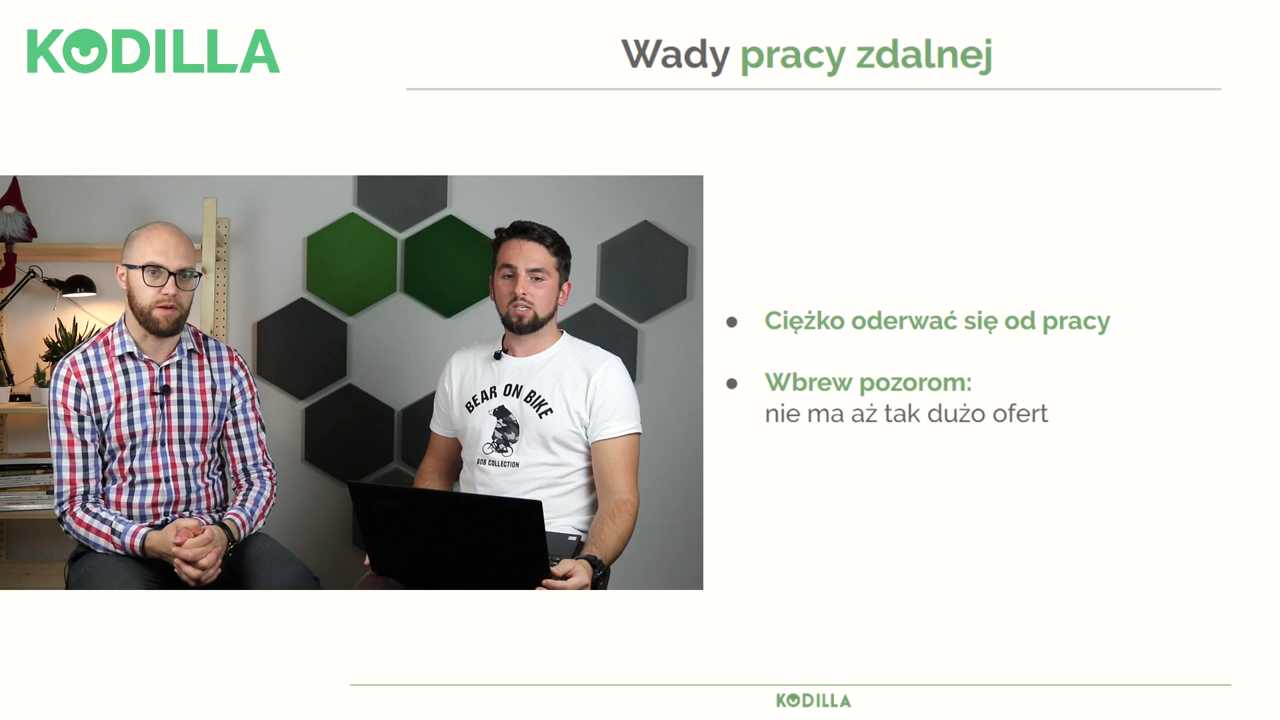 KODILLA
Wady pracy zdalnej
BEAR ON BIKE
BOB COLLECTION
● Ciężko oderwać się od pracy
● Wbrew pozorom:
nie ma aż tak dużo ofert
KODILLA